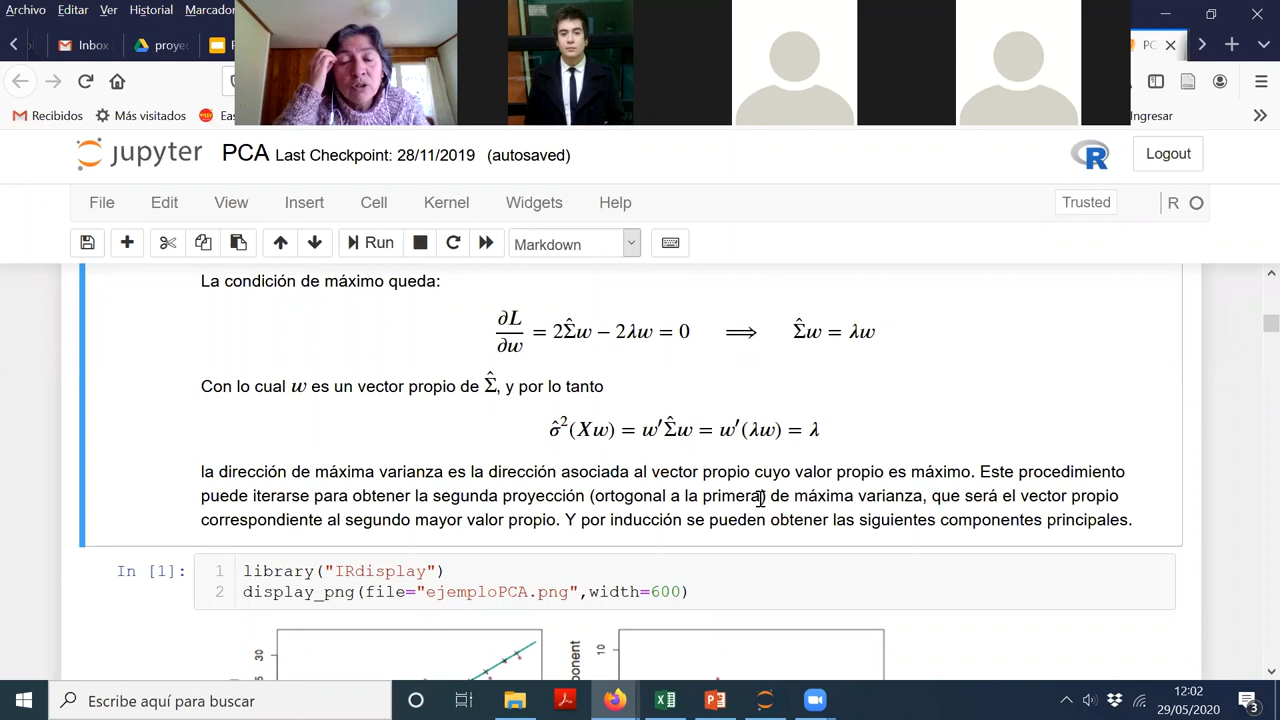 Archivo
Editar
Ver
Historial
Marcador
Inbox
proye
PC
Recibidos
Más visitados
Eas
Ingresar
jupyter
PCA Last Checkpoint: 28/11/2019 (autosaved)
R
Logout
File Edit View Insert Cell Kernel Widgets Help
Trusted
R
Run
Markdown
La condición de máximo queda:
∂L/∂w = 2Σ̂w − 2λw = 0 ⟹ Σ̂w = λw
Con lo cual w es un vector propio de Σ̂, y por lo tanto
σ̂²(Xw) = w′Σ̂w = w′(λw) = λ
la dirección de máxima varianza es la dirección asociada al vector propio cuyo valor propio es máximo. Este procedimiento
puede iterarse para obtener la segunda proyección (ortogonal a la primera) de máxima varianza, que será el vector propio
correspondiente al segundo mayor valor propio. Y por inducción se pueden obtener las siguientes componentes principales.
In [1]:
1 library("IRdisplay")
2 display_png(file="ejemploPCA.png",width=600)
30
10
Escribe aquí para buscar
12:02
29/05/2020
3